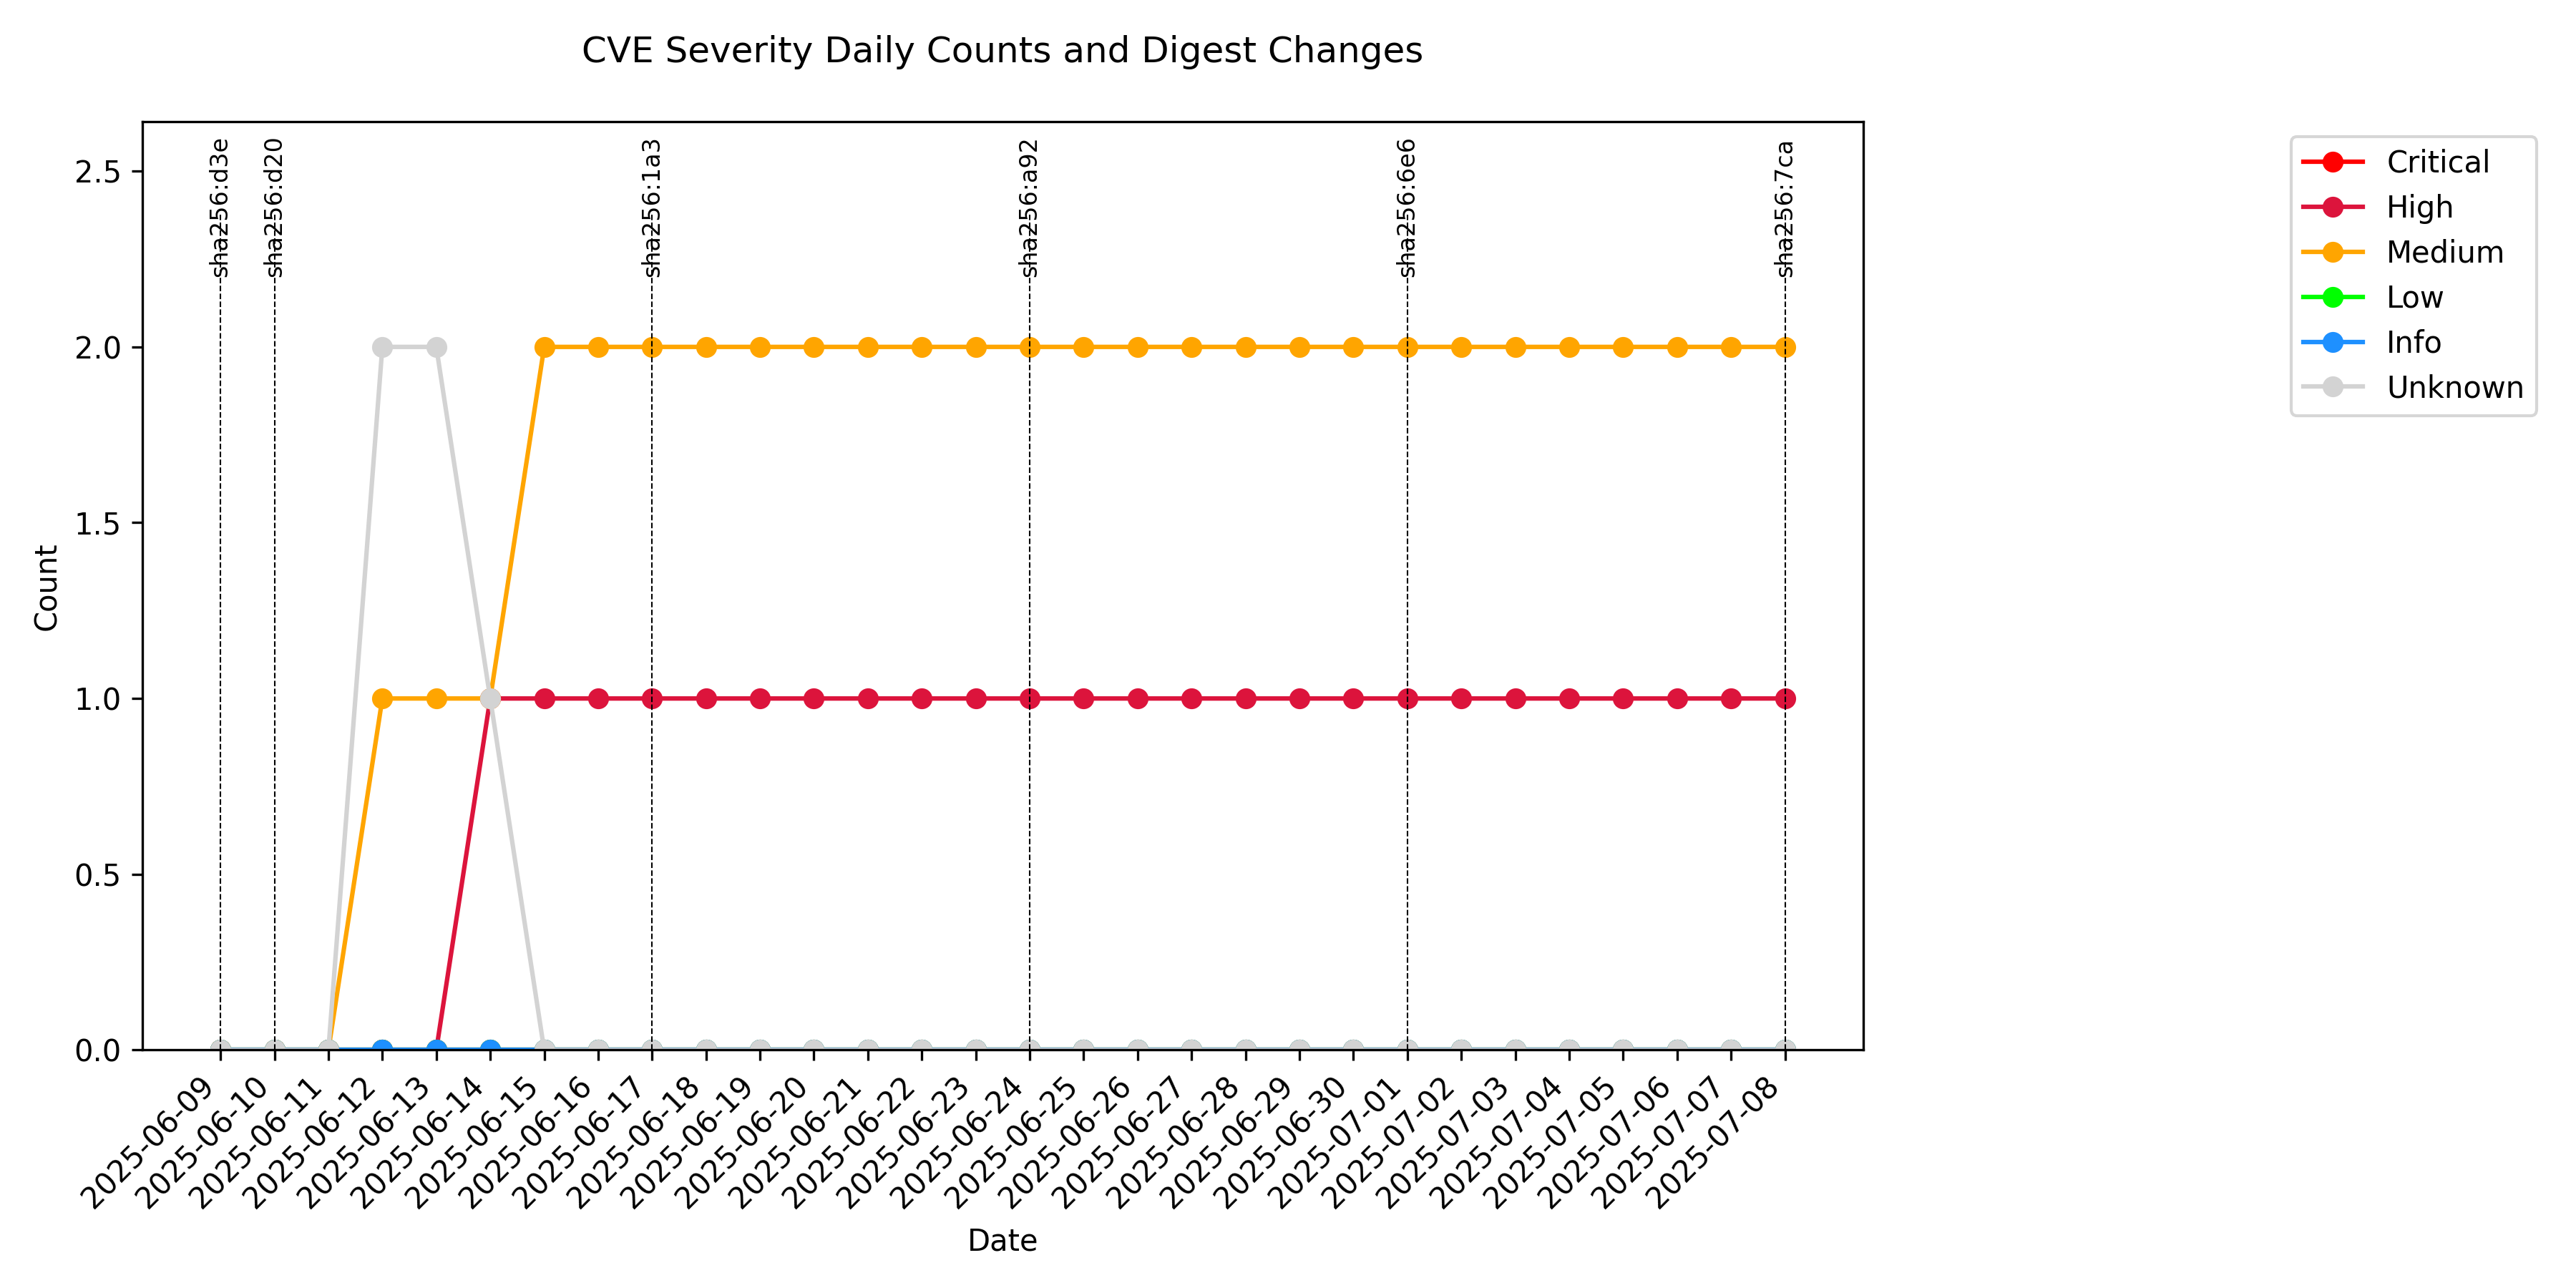 CVE Severity Daily Counts and Digest Changes
sha256:d3e
sha256:d20
sha256:1a3
sha256:a92
sha256:6e6
sha256:7ca
Critical
High
Medium
Low
Info
Unknown
2.5
2.0
1.5
1.0
0.5
0.0
Count
2025-06-09
2025-06-10
2025-06-11
2025-06-12
2025-06-13
2025-06-14
2025-06-15
2025-06-16
2025-06-17
2025-06-18
2025-06-19
2025-06-20
2025-06-21
2025-06-22
2025-06-23
2025-06-24
2025-06-25
2025-06-26
2025-06-27
2025-06-28
2025-06-29
2025-06-30
2025-07-01
2025-07-02
2025-07-03
2025-07-04
2025-07-05
2025-07-06
2025-07-07
2025-07-08
Date